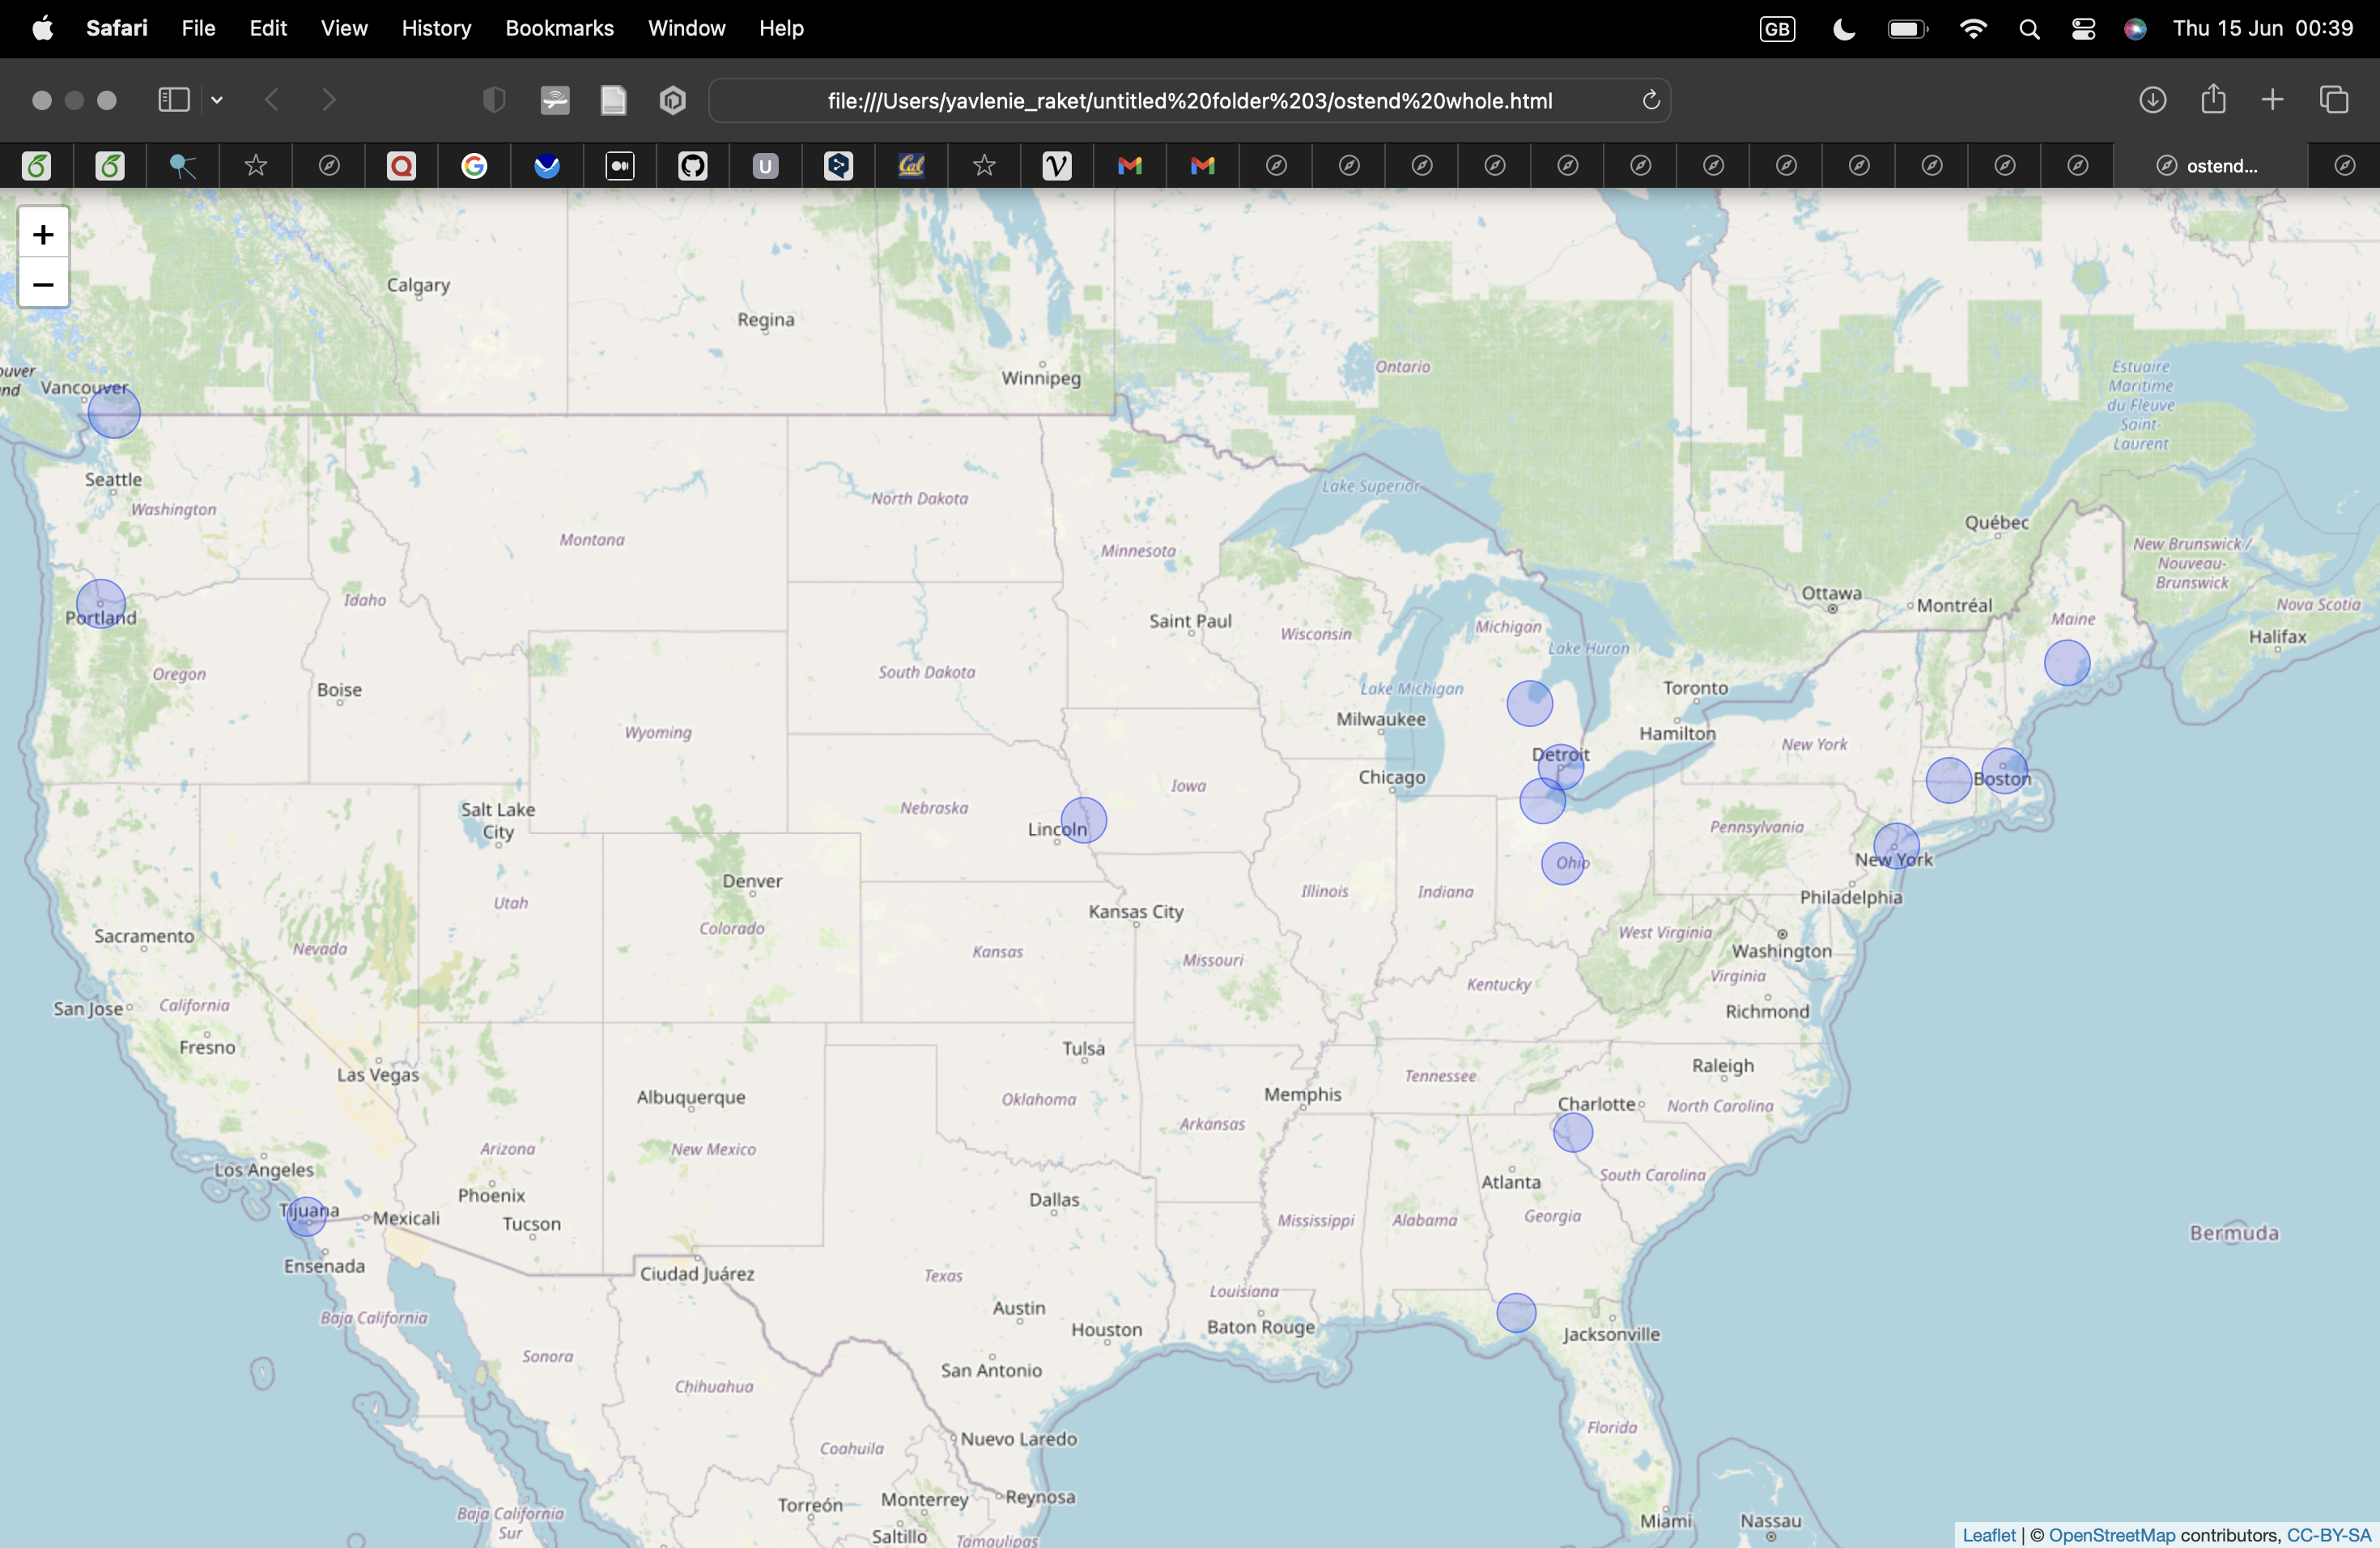 Safari File Edit View History Bookmarks Window Help GB Thu 15 Jun 00:39
file:///Users/yavlenie_raket/untitled%20folder%203/ostend%20whole.html
U Cal V ostend...
+
−
Calgary
Regina
Winnipeg
Ontario
Estuaire
Maritime
du Fleuve
Saint-
Laurent
ouver
nd
Vancouver
Seattle
Washington
Lake Superior
North Dakota
Québec
Montana
Minnesota
New Brunswick /
Nouveau-
Brunswick
Idaho
Ottawa
Montréal
Nova Scotia
Portland
Saint Paul
Wisconsin
Michigan
Maine
Halifax
Lake Huron
Oregon
Boise
South Dakota
Lake Michigan
Toronto
Milwaukee
Hamilton
Wyoming
New York
Detroit
Chicago
Boston
Iowa
Salt Lake
City
Nebraska
Lincoln
Pennsylvania
New York
Ohio
Denver
Illinois
Indiana
Philadelphia
Utah
Kansas City
Colorado
West Virginia
Sacramento
Nevada
Kansas
Missouri
Washington
Virginia
Kentucky
San Jose
California
Richmond
Fresno
Tulsa
Las Vegas
Raleigh
Tennessee
Albuquerque
Oklahoma
Memphis
Charlotte
North Carolina
Arkansas
Arizona
New Mexico
Los Angeles
Atlanta
South Carolina
Phoenix
Dallas
Tijuana
Mexicali
Tucson
Mississippi
Alabama
Georgia
Bermuda
Ensenada
Ciudad Juárez
Texas
Louisiana
Austin
Baja California
Houston
Baton Rouge
Jacksonville
Sonora
San Antonio
Chihuahua
Florida
Coahuila
Nuevo Laredo
Torreón
Monterrey
Reynosa
Baja California
Sur
Saltillo
Tamaulipas
Miami
Nassau
Leaflet | © OpenStreetMap contributors, CC-BY-SA